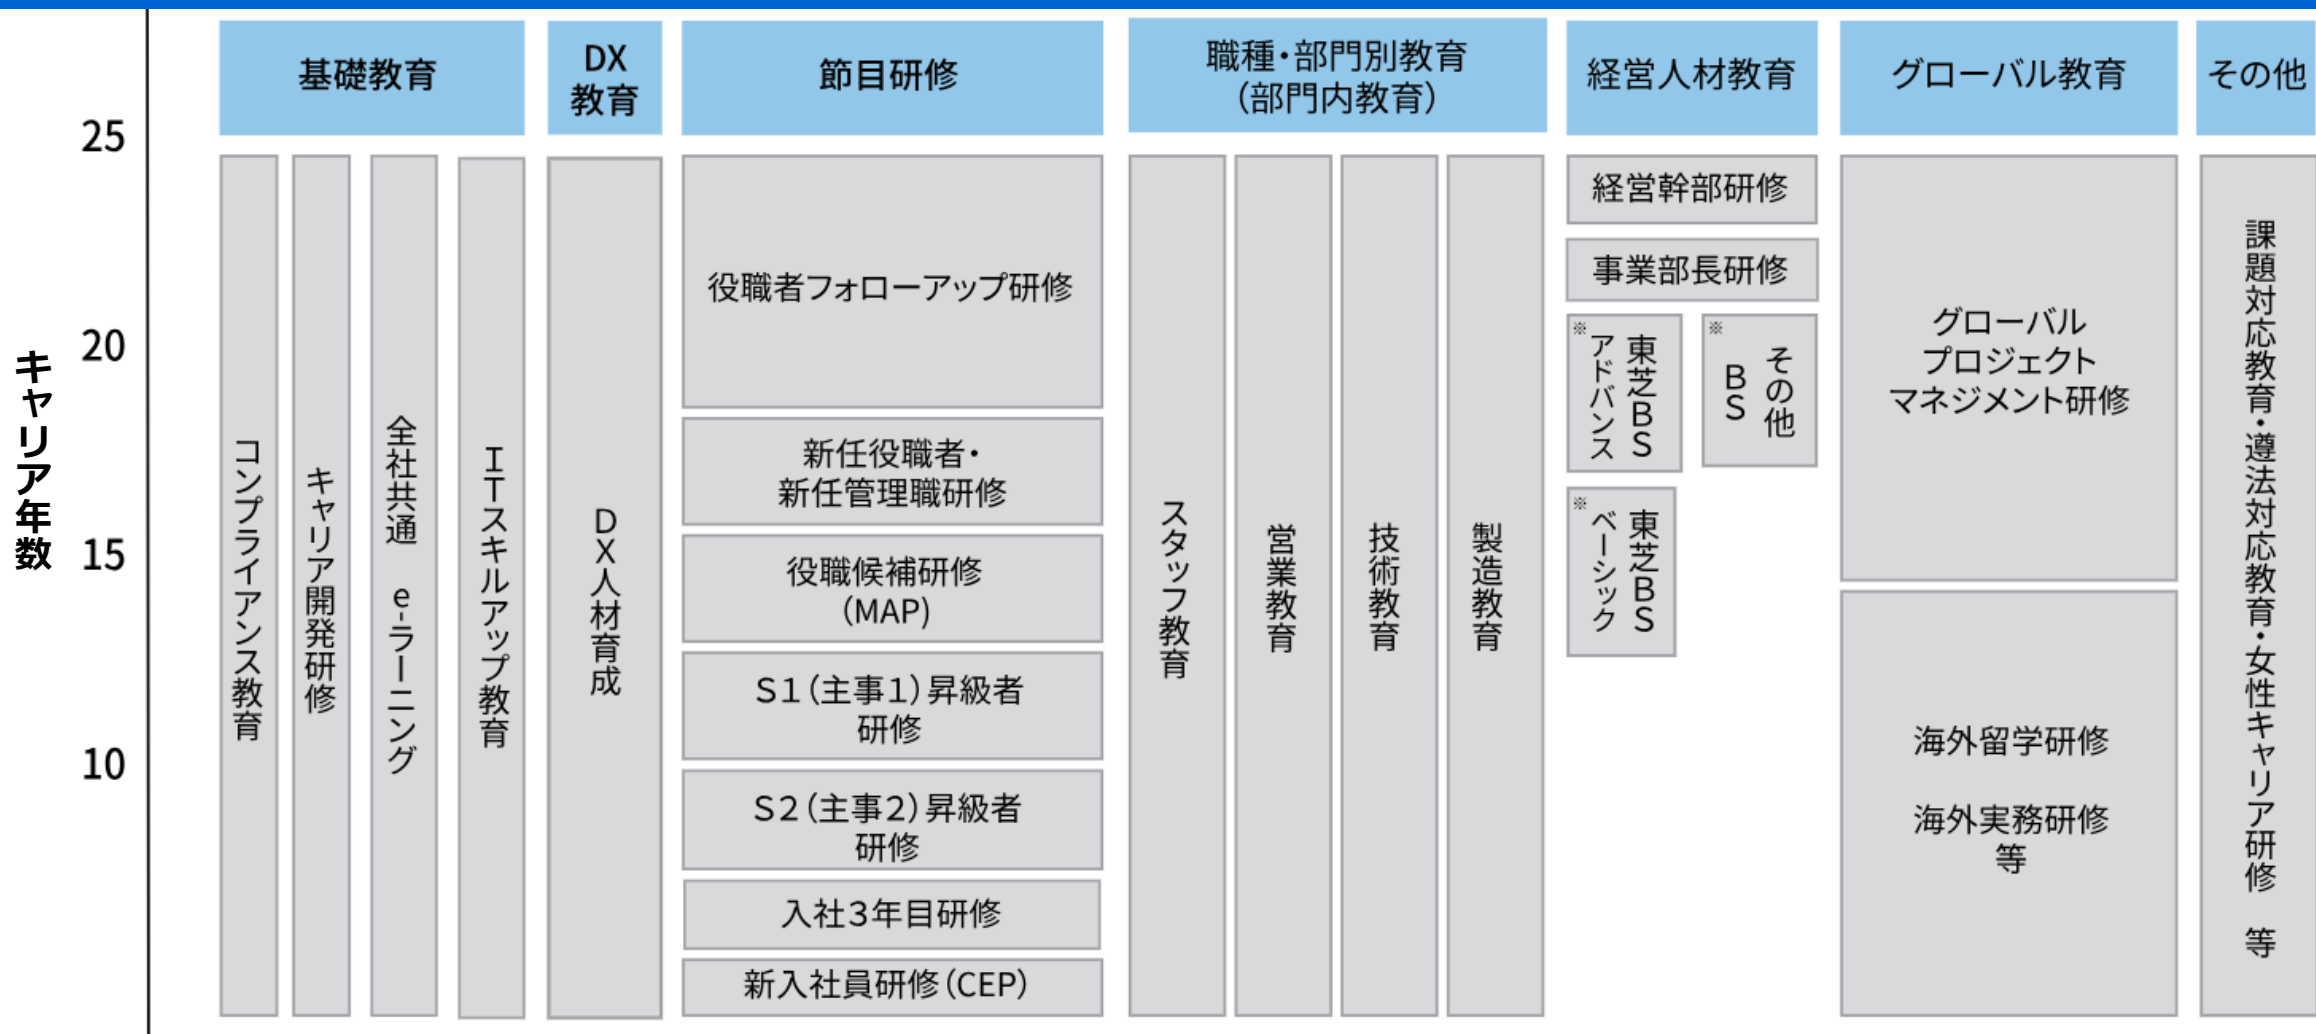 基礎教育
DX
教育
節目研修
職種・部門別教育
（部門内教育）
経営人材教育
グローバル教育
その他
キャリア年数
25
20
15
10
コンプライアンス教育
キャリア開発研修
全社共通　e-ラーニング
ITスキルアップ教育
DX人材育成
役職者フォローアップ研修
新任役職者・
新任管理職研修
役職候補研修
（MAP）
S1（主事1）昇級者
研修
S2（主事2）昇級者
研修
入社3年目研修
新入社員研修（CEP）
スタッフ教育
営業教育
技術教育
製造教育
経営幹部研修
事業部長研修
※
東芝BS
アドバンス
※
その他
BS
※
東芝BS
ベーシック
グローバル
プロジェクト
マネジメント研修
海外留学研修
海外実務研修
等
課題対応教育・遵法対応教育・女性キャリア研修　等